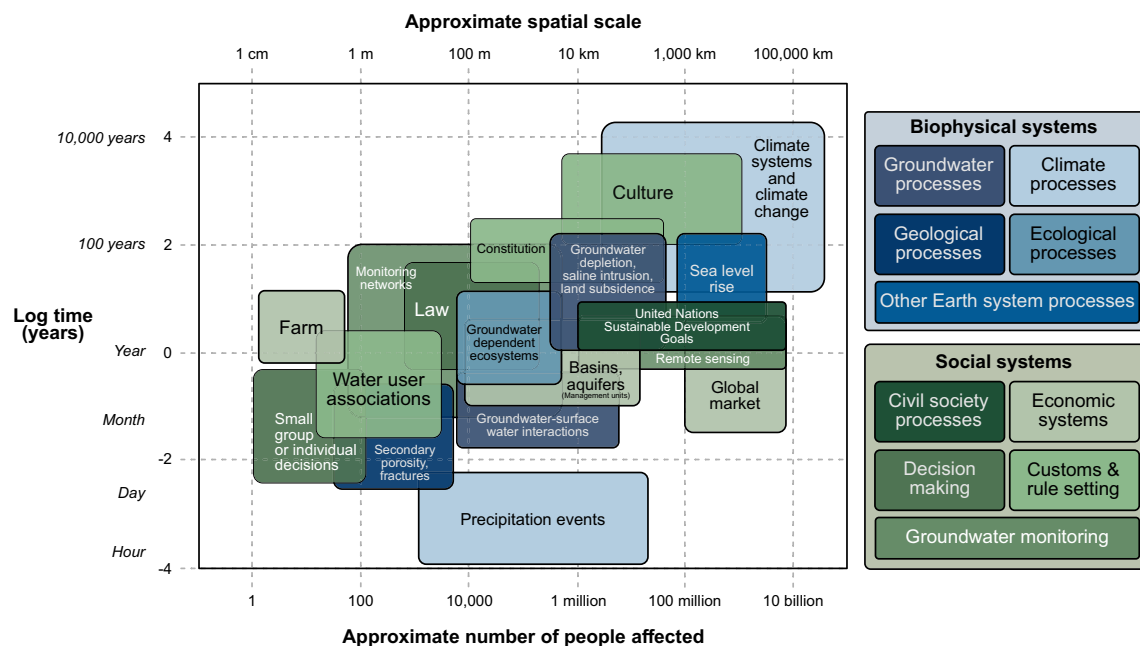 Approximate spatial scale
1 cm
1 m
100 m
10 km
1,000 km
100,000 km
10,000 years
100 years
Log time
(years)
Year
Month
Day
Hour
4
2
0
-2
-4
Climate
systems
and
climate
change
Culture
Constitution
Groundwater
depletion,
saline intrusion,
land subsidence
Sea level
rise
Monitoring
networks
Law
Farm
Groundwater
dependent
ecosystems
United Nations
Sustainable Development
Goals
Remote sensing
Basins,
aquifers
(Management units)
Global
market
Water user
associations
Small
group
or individual
decisions
Secondary
porosity,
fractures
Groundwater-surface
water interactions
Precipitation events
1
100
10,000
1 million
100 million
10 billion
Approximate number of people affected
Biophysical systems
Groundwater
processes
Climate
processes
Geological
processes
Ecological
processes
Other Earth system processes
Social systems
Civil society
processes
Economic
systems
Decision
making
Customs &
rule setting
Groundwater monitoring